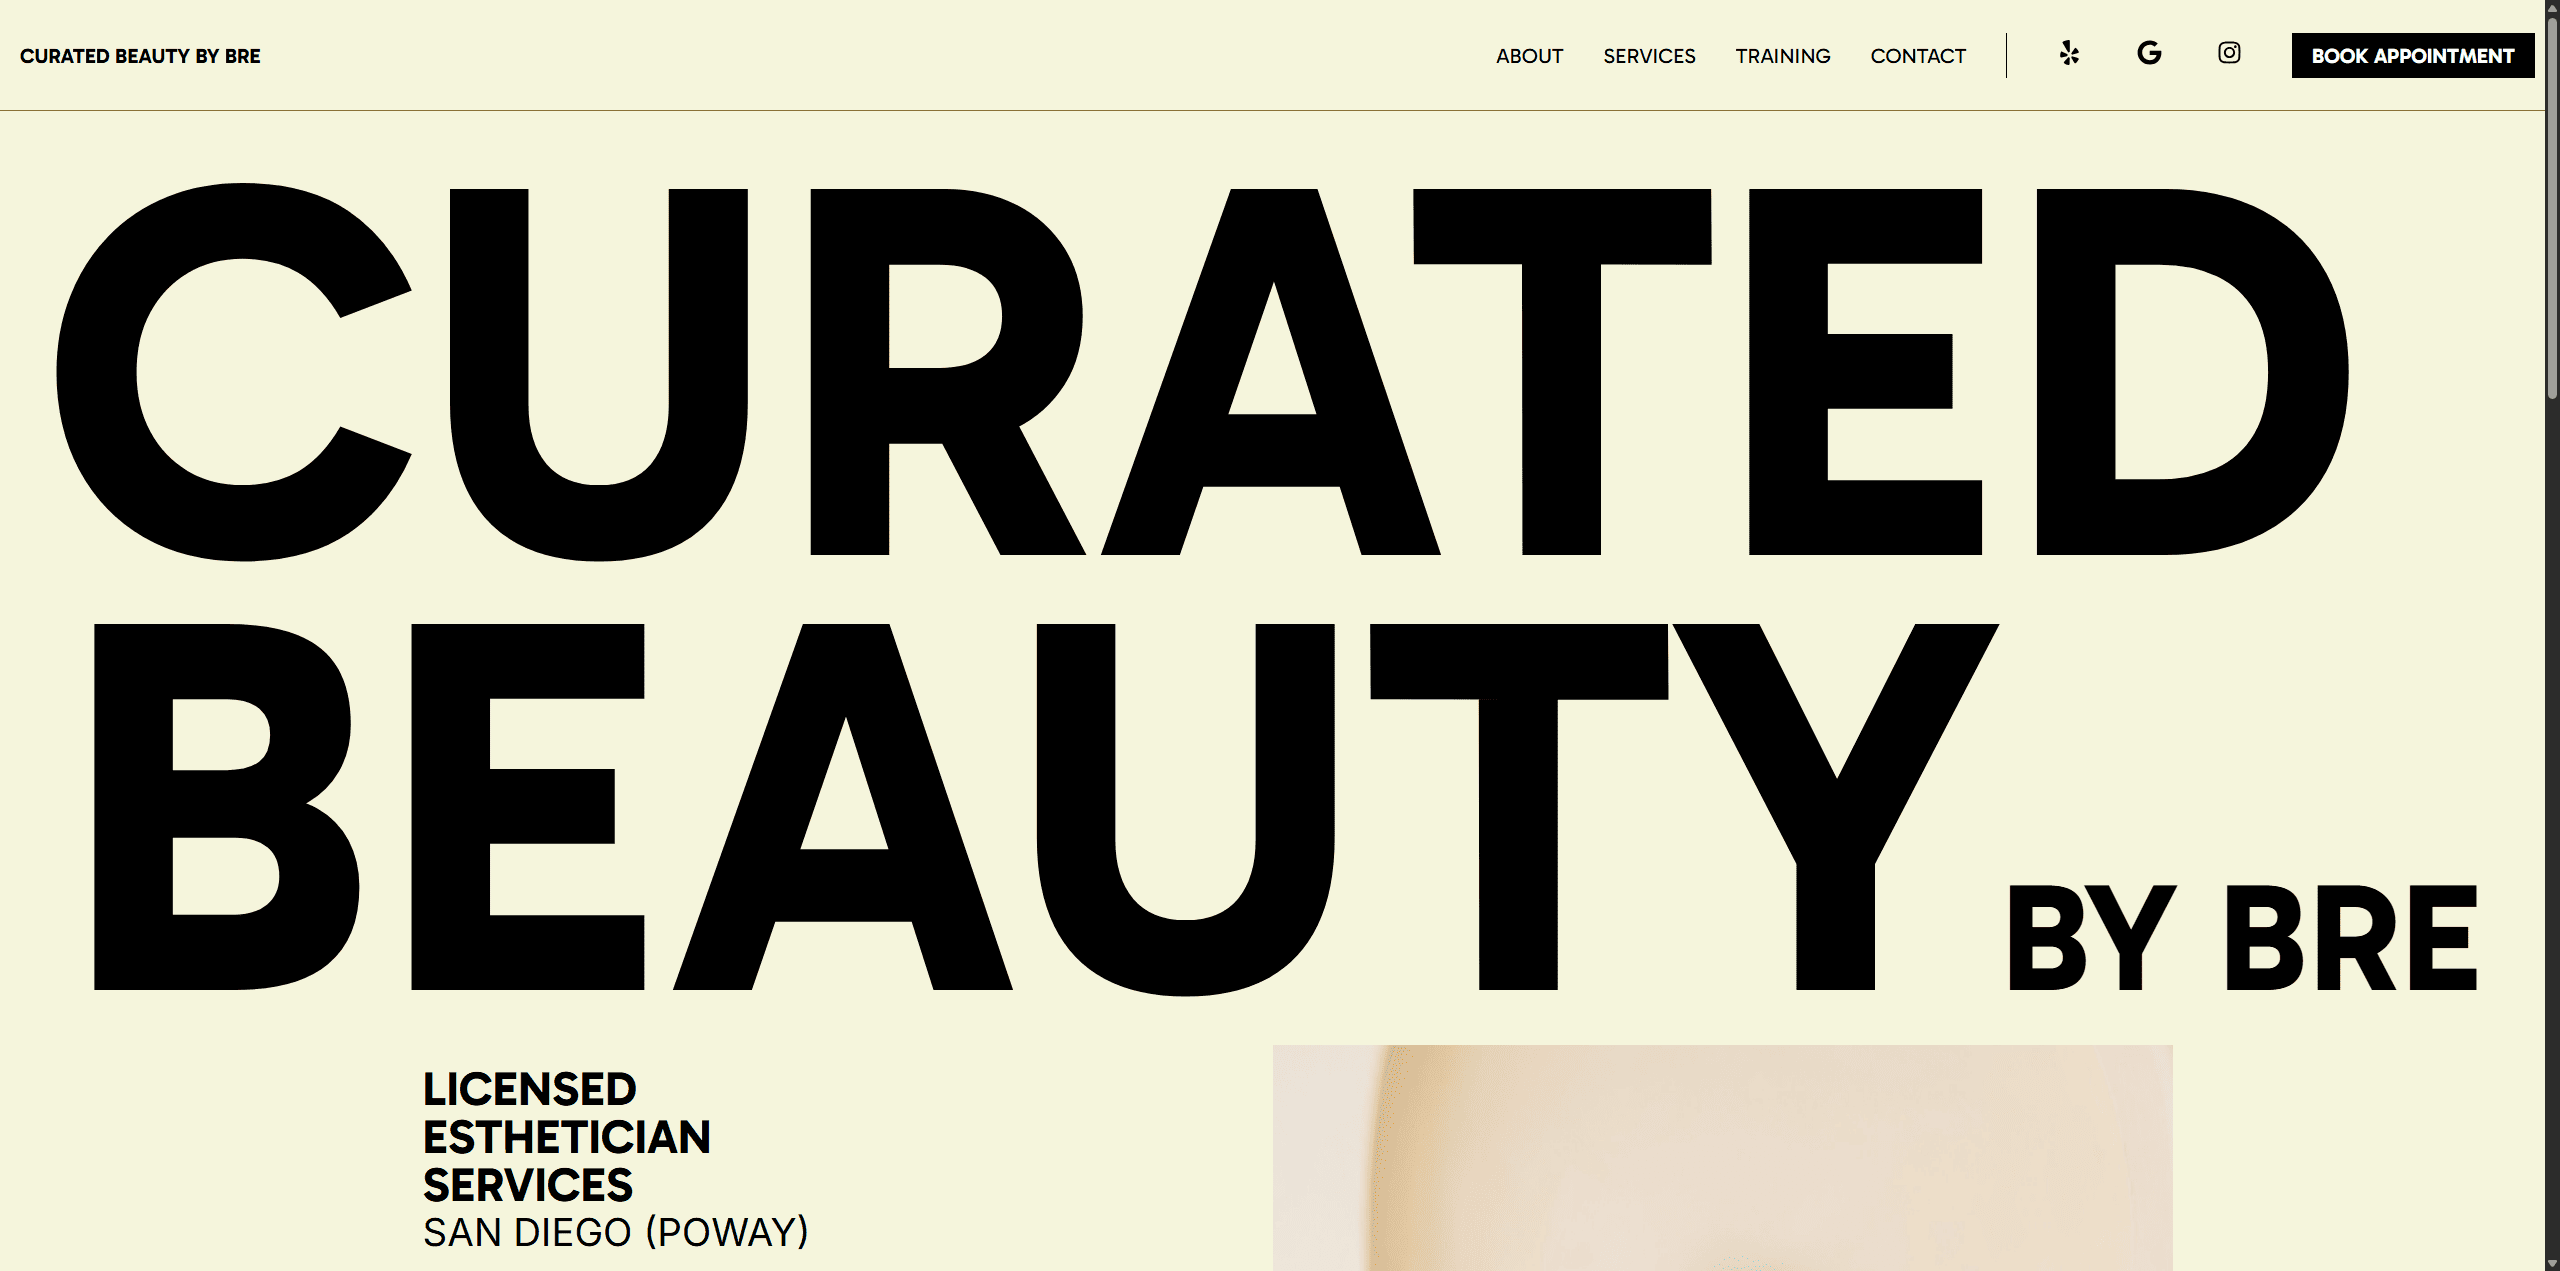 CURATED BEAUTY BY BRE
ABOUT SERVICES TRAINING CONTACT BOOK APPOINTMENT
CURATED
BEAUTY BY BRE
LICENSED
ESTHETICIAN
SERVICES
SAN DIEGO (POWAY)